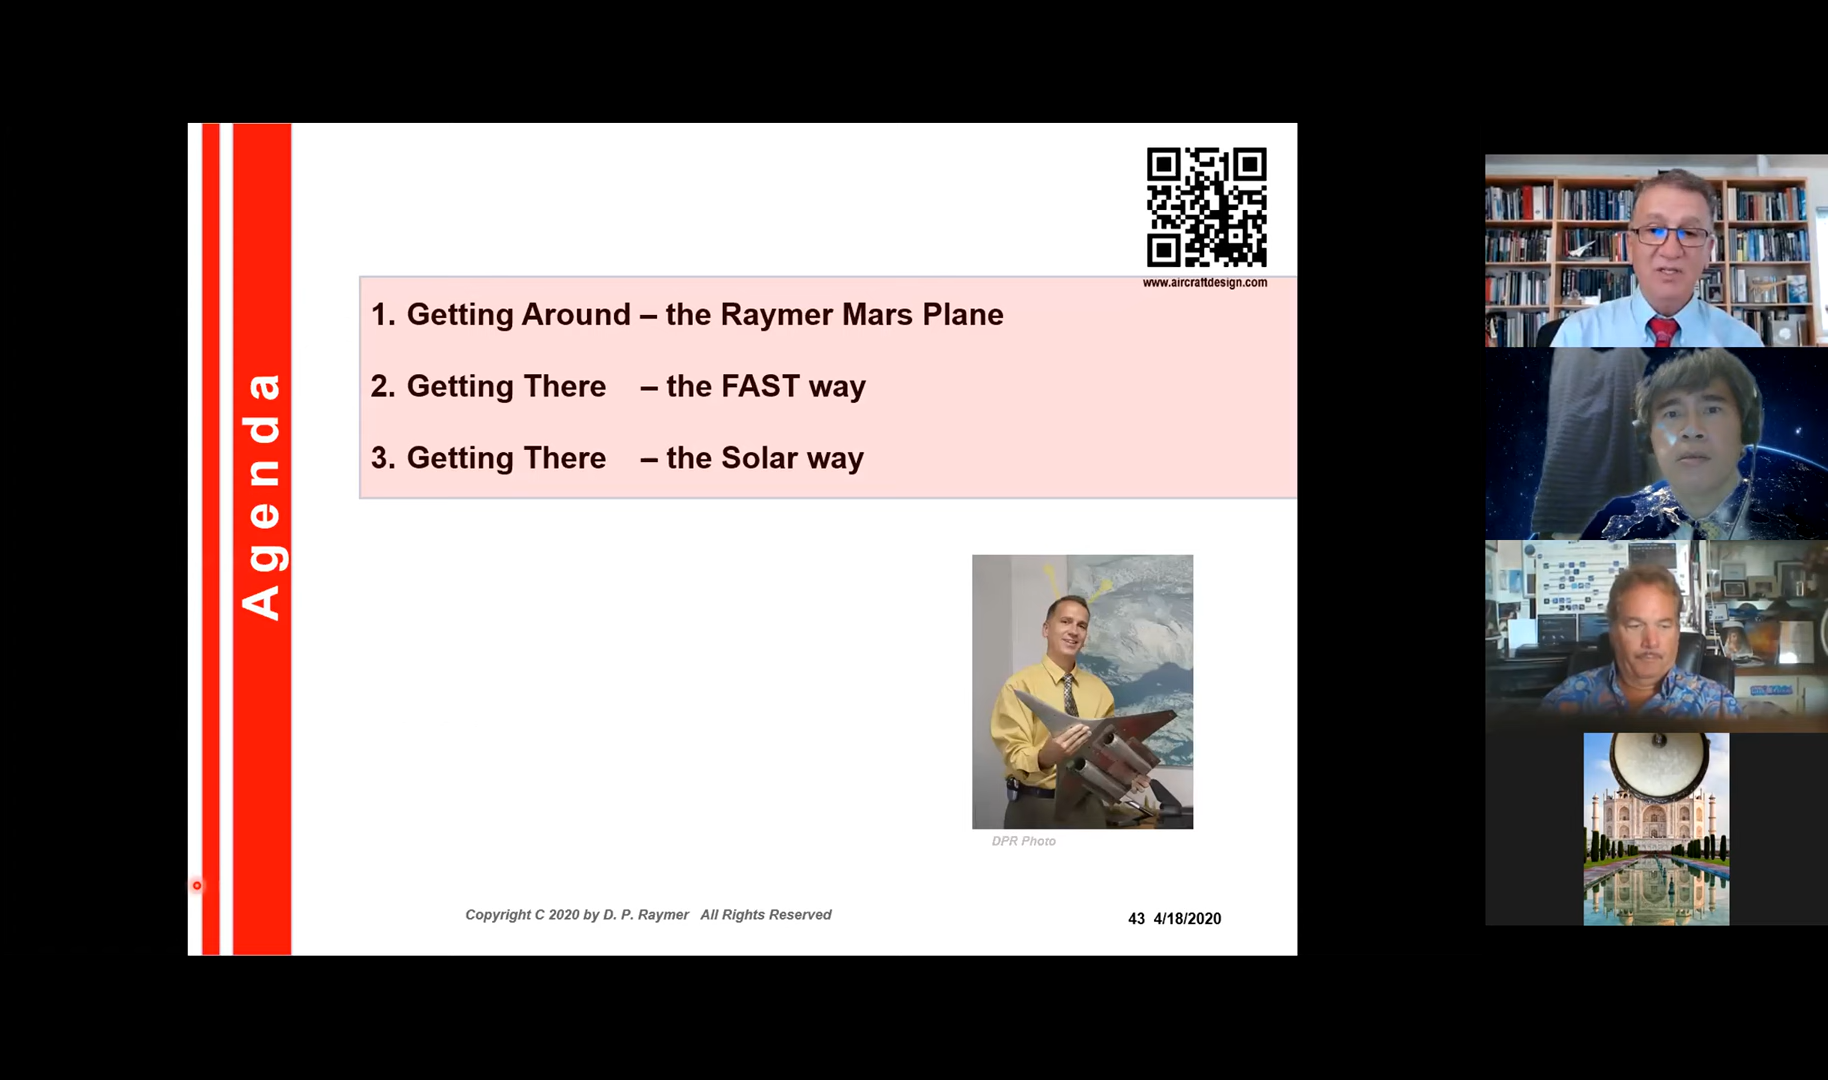 Agenda
www.aircraftdesign.com
1. Getting Around – the Raymer Mars Plane
2. Getting There – the FAST way
3. Getting There – the Solar way
DPR Photo
Copyright C 2020 by D. P. Raymer All Rights Reserved
43 4/18/2020